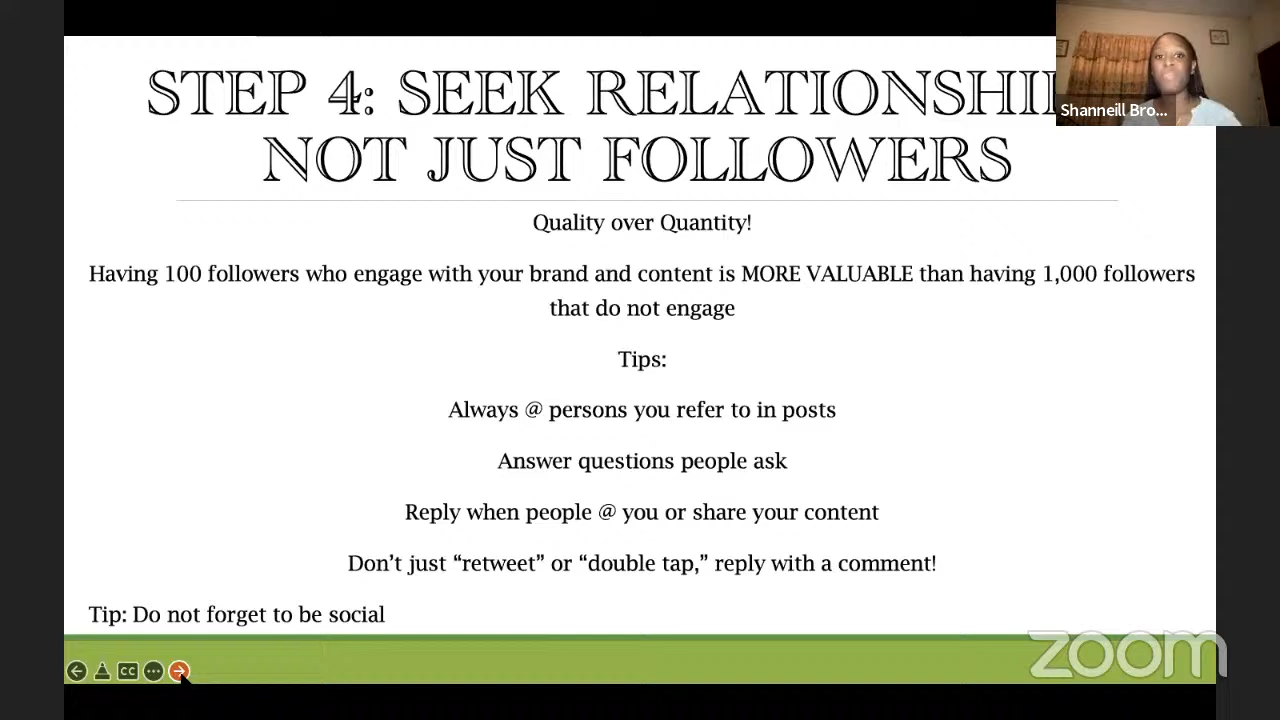 STEP 4: SEEK RELATIONSHI
NOT JUST FOLLOWERS
Shanneill Bro...
Quality over Quantity!
Having 100 followers who engage with your brand and content is MORE VALUABLE than having 1,000 followers
that do not engage
Tips:
Always @ persons you refer to in posts
Answer questions people ask
Reply when people @ you or share your content
Don’t just “retweet” or “double tap,” reply with a comment!
Tip: Do not forget to be social
CC
zoom